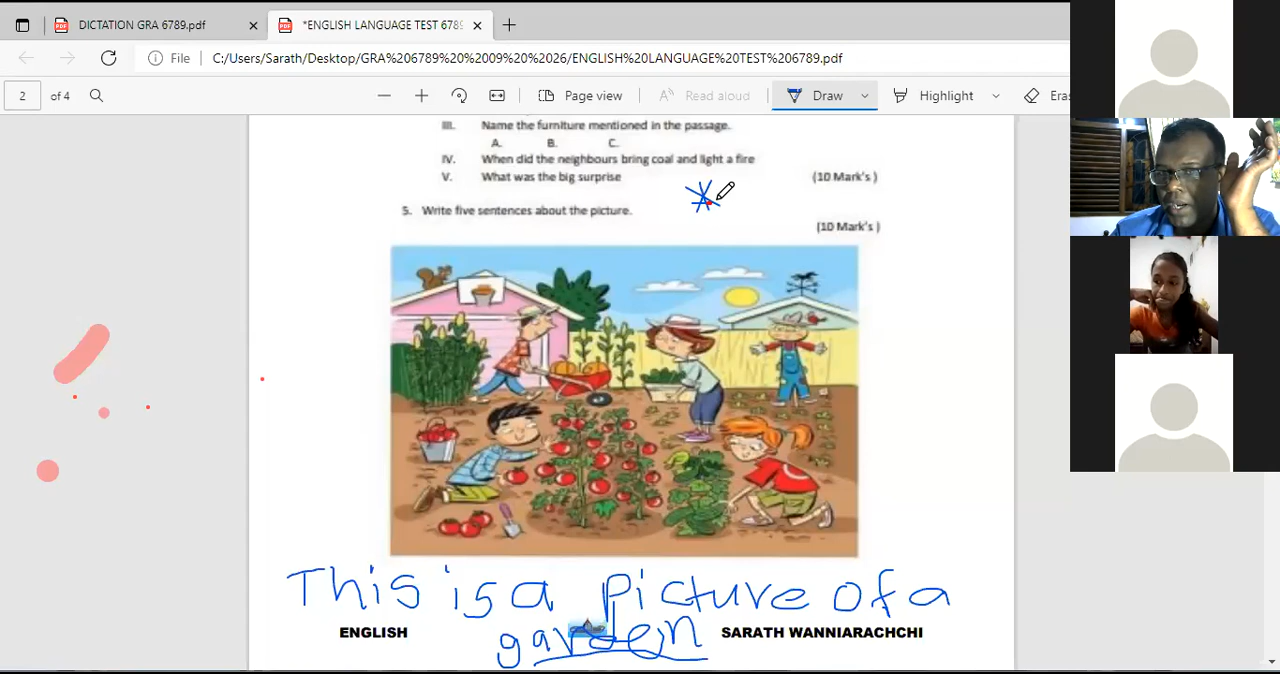 DICTATION GRA 6789.pdf
*ENGLISH LANGUAGE TEST 6789
File
C:/Users/Sarath/Desktop/GRA%206789%20%2009%20%2026/ENGLISH%20LANGUAGE%20TEST%206789.pdf
2 of 4
Page view
Read aloud
Draw
Highlight
Eras
III. Name the furniture mentioned in the passage.
A. B. C.
IV. When did the neighbours bring coal and light a fire
V. What was the big surprise (10 Mark's )
5. Write five sentences about the picture.
(10 Mark's )
This is a picture of a
garden
ENGLISH
SARATH WANNIARACHCHI